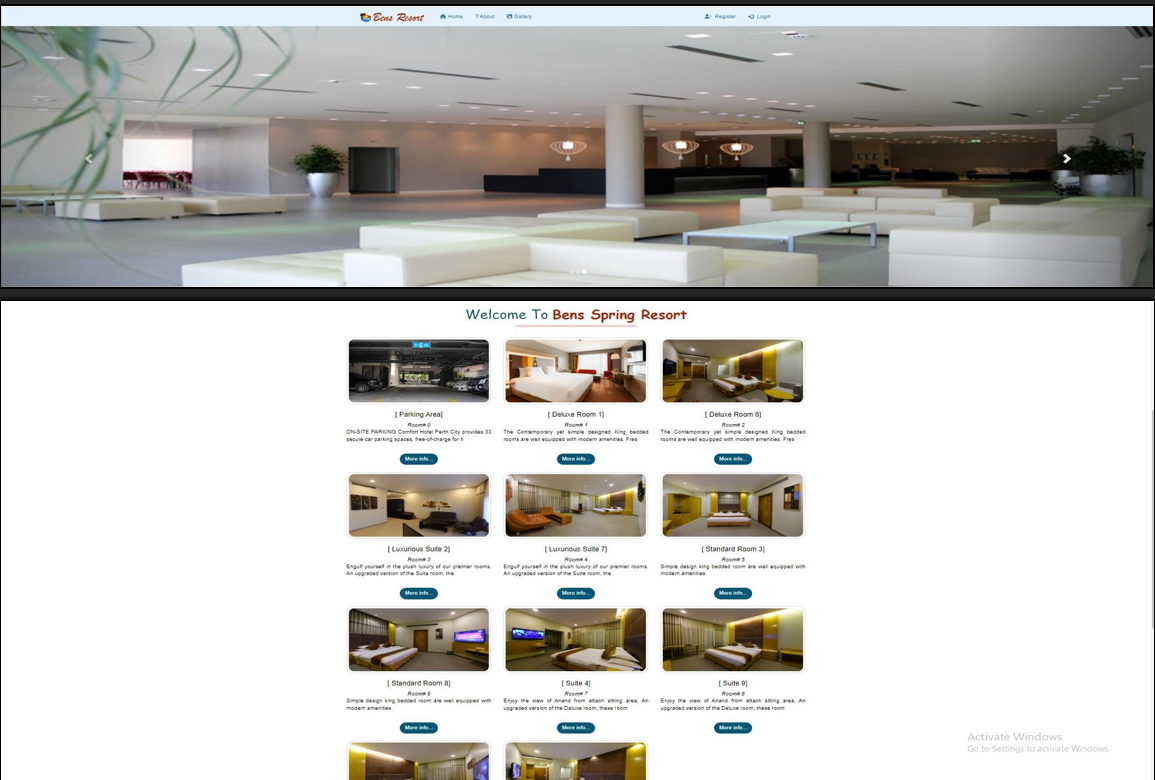 Bens Resort Home ? About Gallery Register Login
Welcome To Bens Spring Resort
[ Parking Area]
Room# 0
ON-SITE PARKING Comfort Hotel Perth City provides 33
secure car parking spaces, free-of-charge for h
More info...
[ Deluxe Room 1]
Room# 1
The Contemporary yet simple designed King bedded
rooms are well equipped with modern amenities. Fres
More info...
[ Deluxe Room 6]
Room# 2
The Contemporary yet simple designed King bedded
rooms are well equipped with modern amenities. Fres
More info...
[ Luxurious Suite 2]
Room# 3
Engulf yourself in the plush luxury of our premier rooms.
An upgraded version of the Suite room, the
More info...
[ Luxurious Suite 7]
Room# 4
Engulf yourself in the plush luxury of our premier rooms.
An upgraded version of the Suite room, the
More info...
[ Standard Room 3]
Room# 5
Simple design king bedded room are well equipped with
modern amenities.
More info...
[ Standard Room 8]
Room# 6
Simple design king bedded room are well equipped with
modern amenities.
More info...
[ Suite 4]
Room# 7
Enjoy the view of Anand from attach sitting area, An
upgraded version of the Deluxe room, these room
More info...
[ Suite 9]
Room# 8
Enjoy the view of Anand from attach sitting area, An
upgraded version of the Deluxe room, these room
More info...
Activate Windows
Go to Settings to activate Windows.